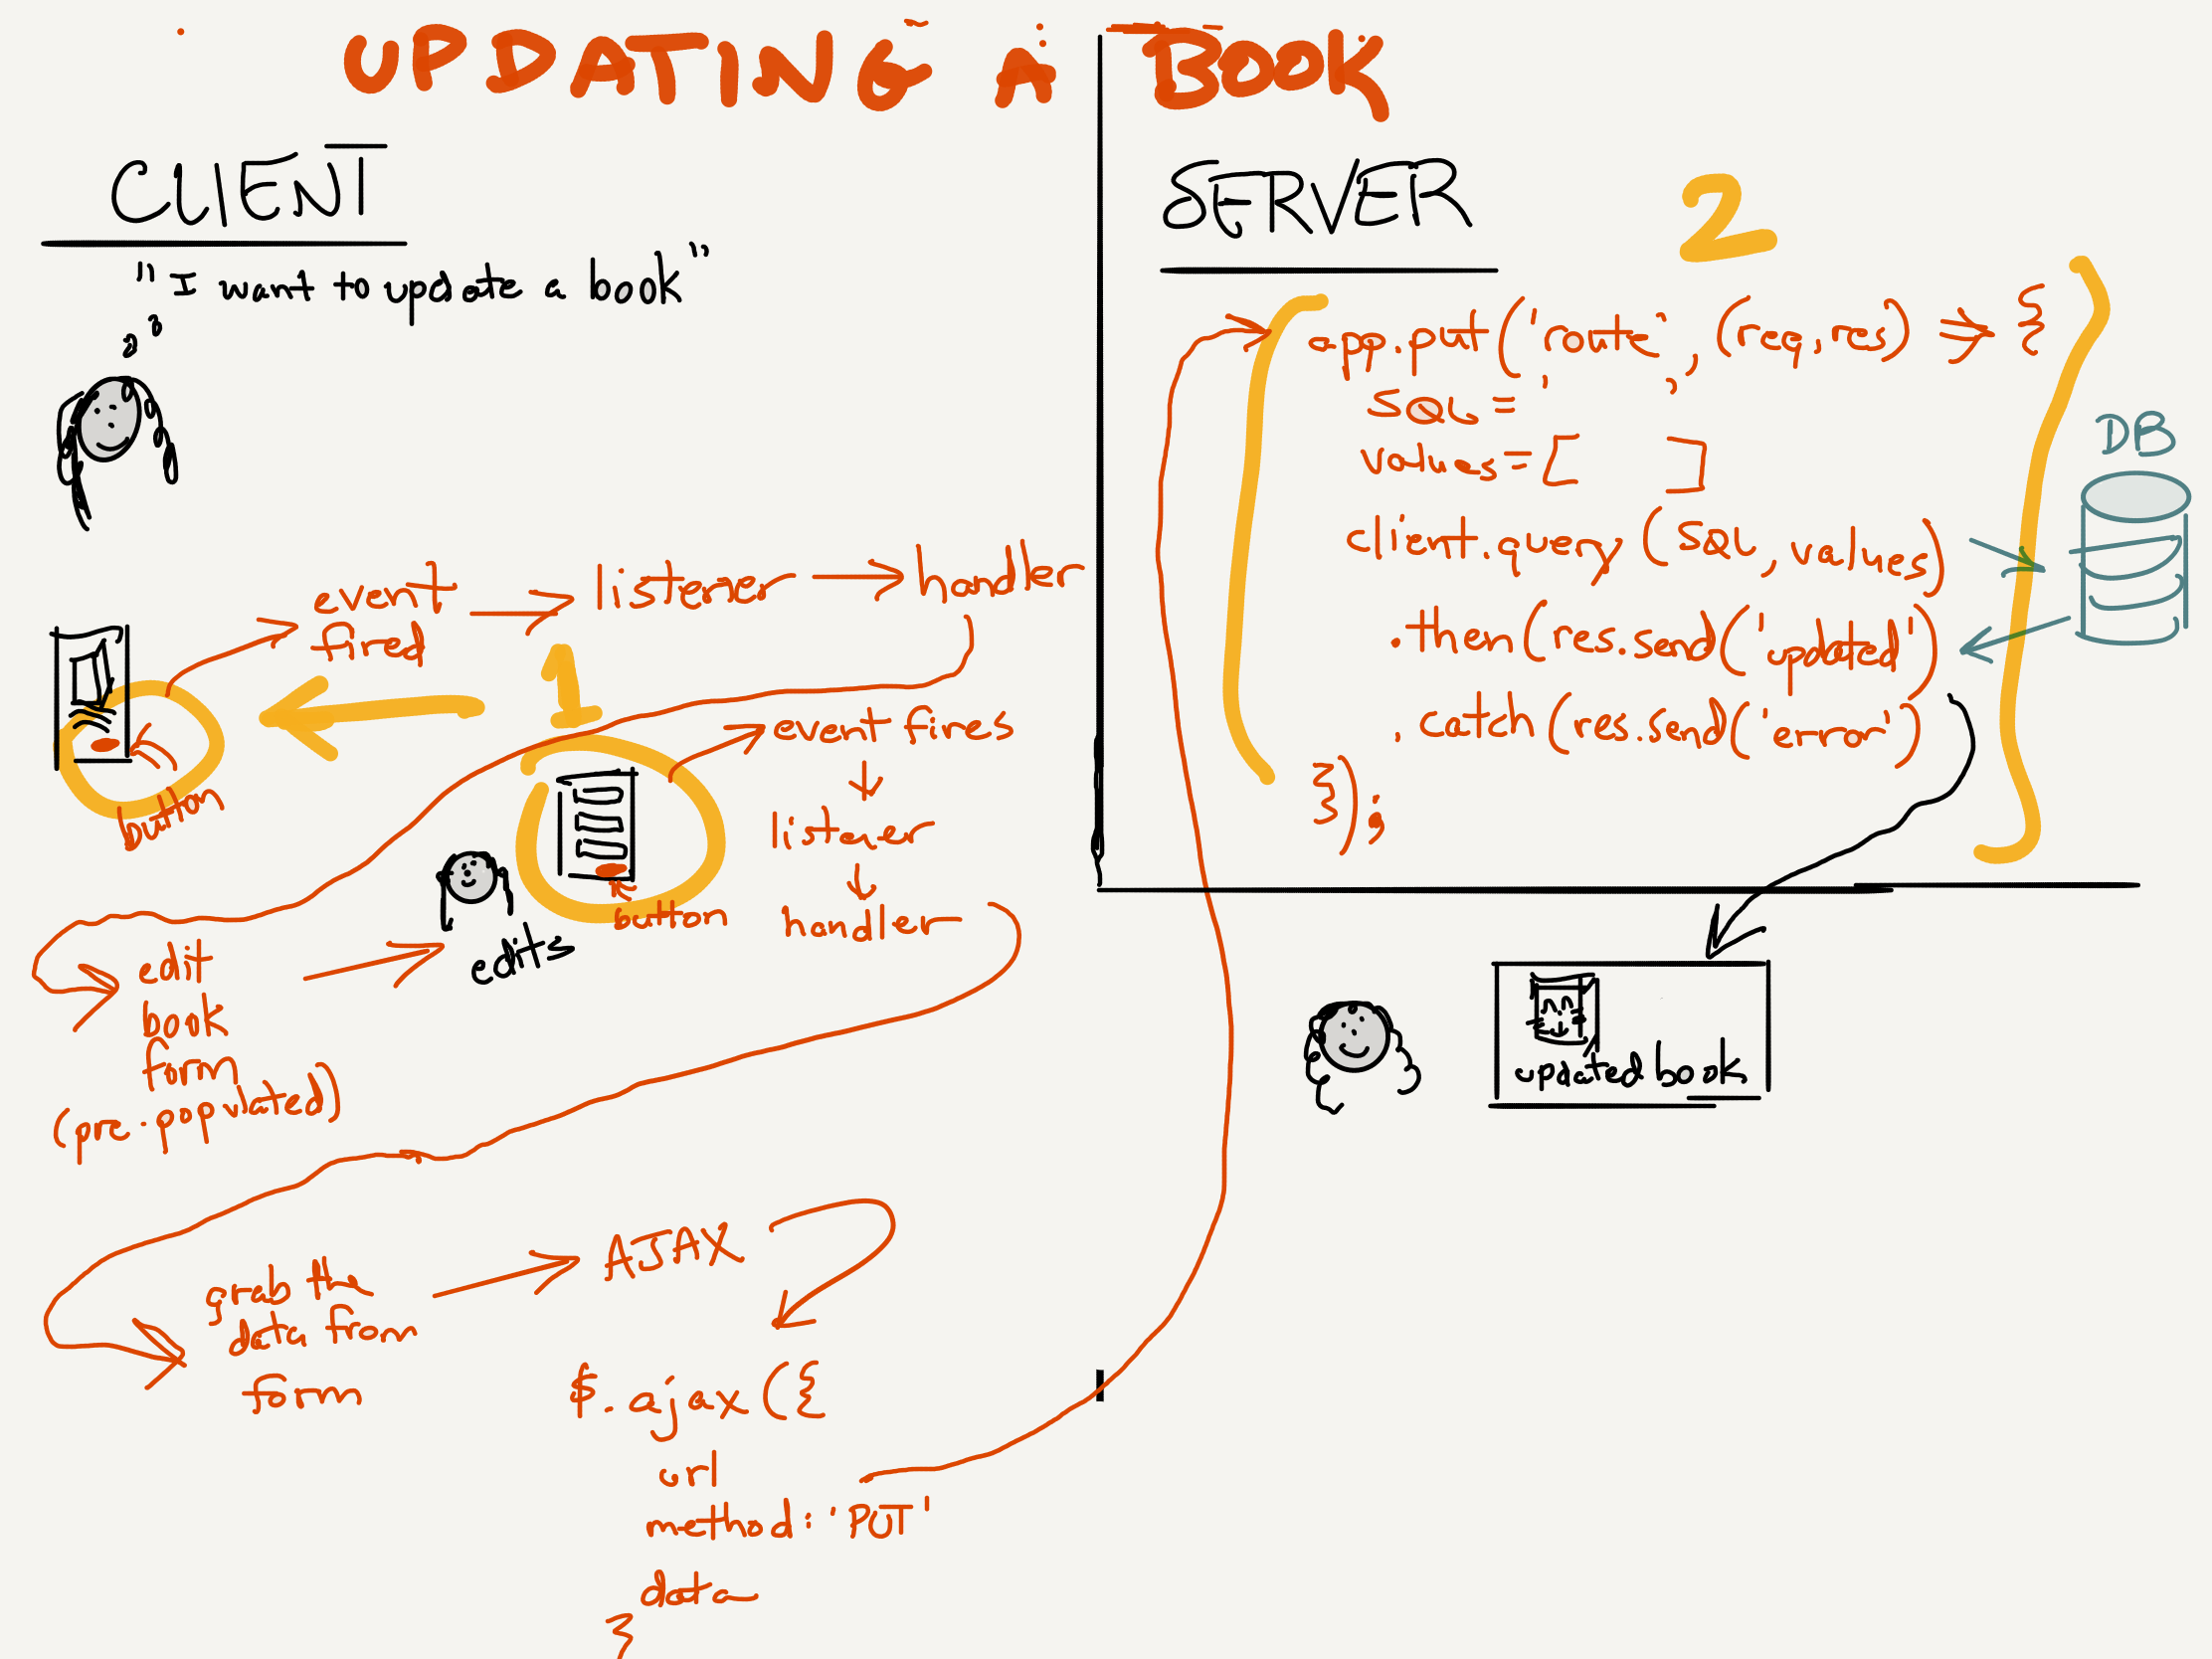 UPDATING A BOOK
CLIENT
"I want to update a book"
event
fired
listener
handler
1
button
event fires
listener
handler
button
edits
edit
book
form
(pre-populated)
grab the
data from
form
AJAX
$.ajax({
url
method: 'PUT'
data
}
SERVER
2
app.put('route', (req,res) => {
SQL = ' '
values=[ ]
client.query (SQL, values)
.then(res.send('updated')
.catch(res.send('error')
});
DB
updated book